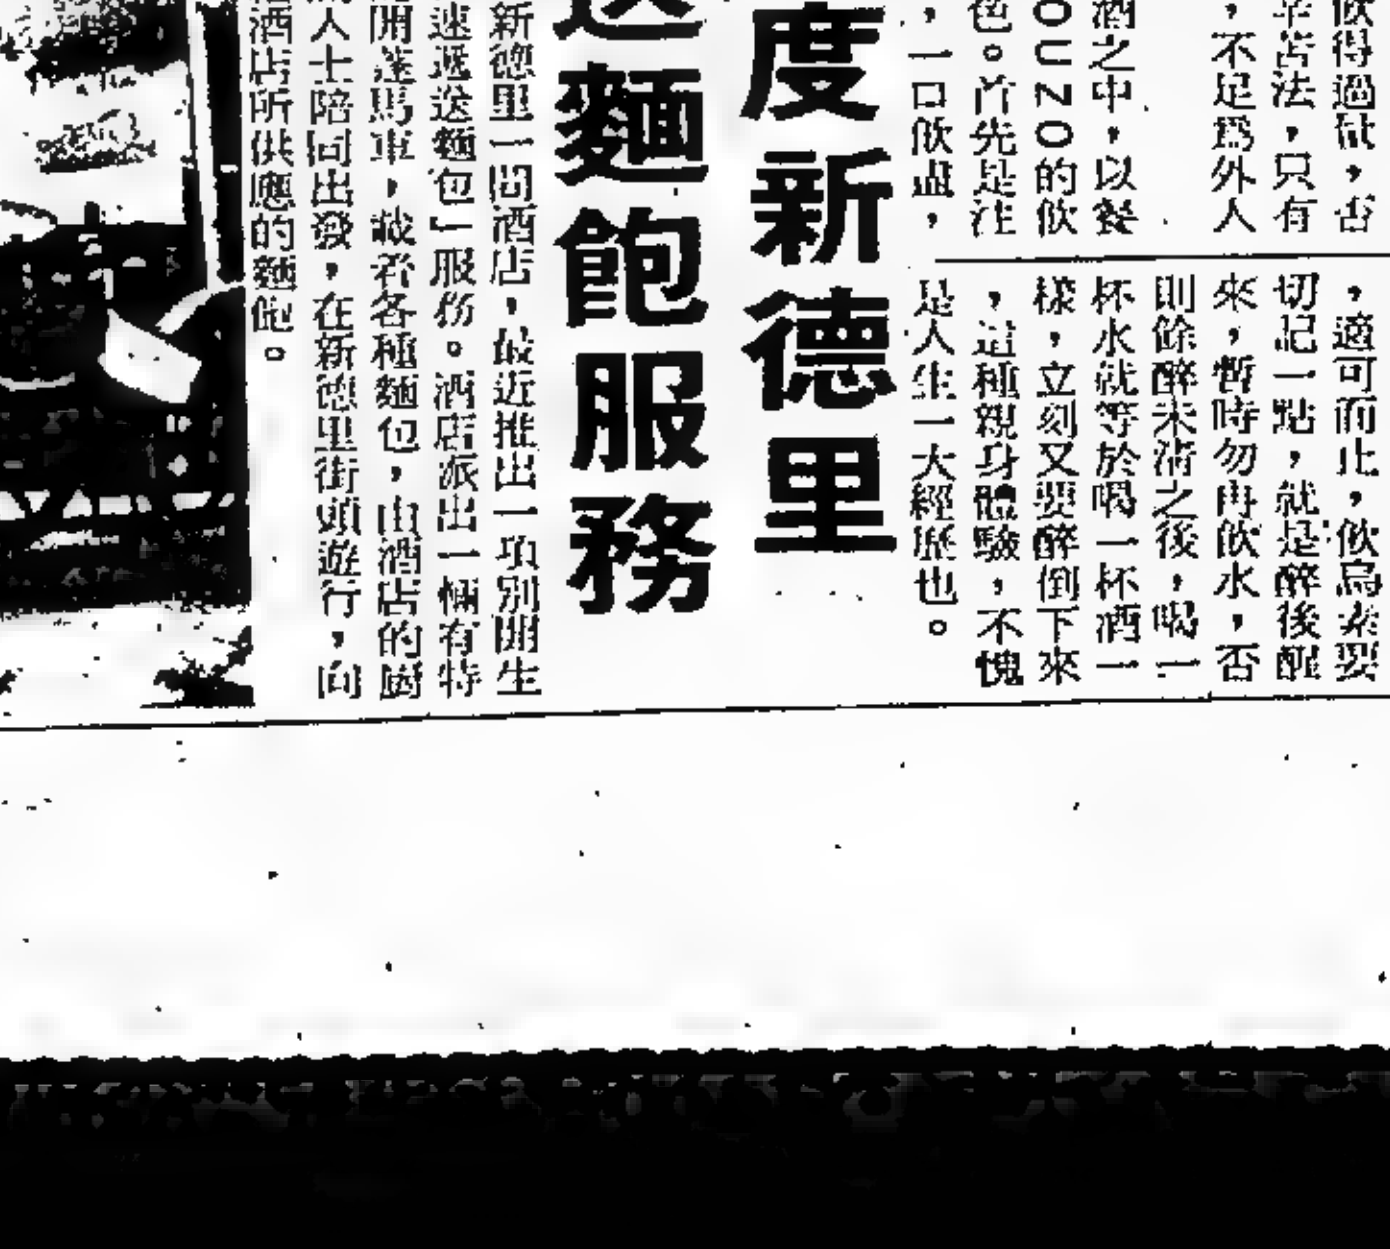 飲得過量，否
辛苦法，只有
，不足爲外人
酒之中，以餐
OUZO的飲
色。首先是注
，一口飲盡，
，適可而止，飲烏素要
切記一點，就是醉後醒
來，暫時勿再飲水，否
則餘醉未消之後，喝一
杯水就等於喝一杯酒一
樣，立刻又要醉倒下來
，這種親身體驗，不愧
是人生一大經歷也。
度新德里
送麵飽服務
新德里一間酒店，最近推出一項別開生
速遞送麵包」服務。酒店派出一輛有特
開蓬馬車，載着各種麵包，由酒店的廚
人士陪同出發，在新德里街頭遊行，向
酒店所供應的麵飽。